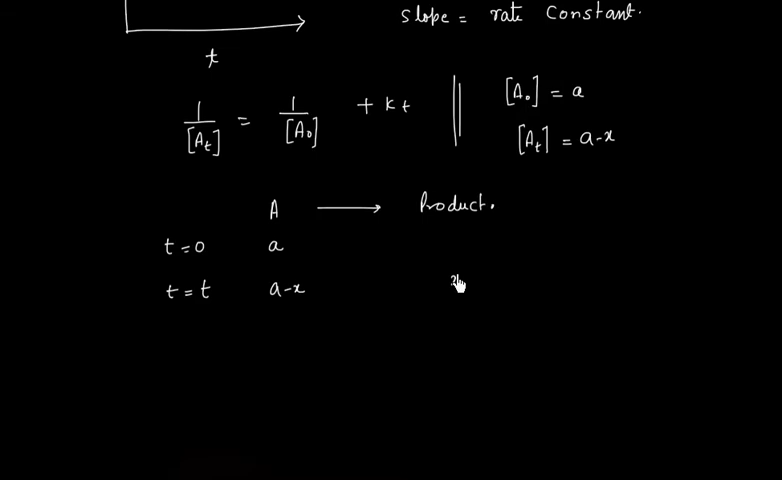 slope = rate constant.
t
1/[At] = 1/[A0] + kt || [A0] = a
[At] = a-x
A ⟶ Product.
t = 0 a
t = t a-x